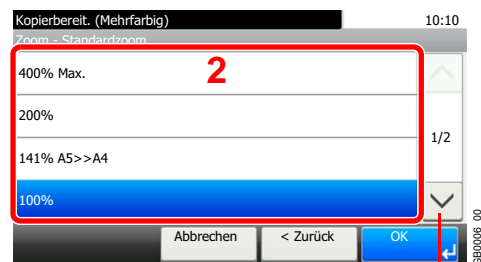 Kopierbereit. (Mehrfarbig) 10:10
Zoom - Standardzoom
400% Max.
2
200%
1/2
141% A5>>A4
100%
Abbrechen < Zurück OK
GB0006_00